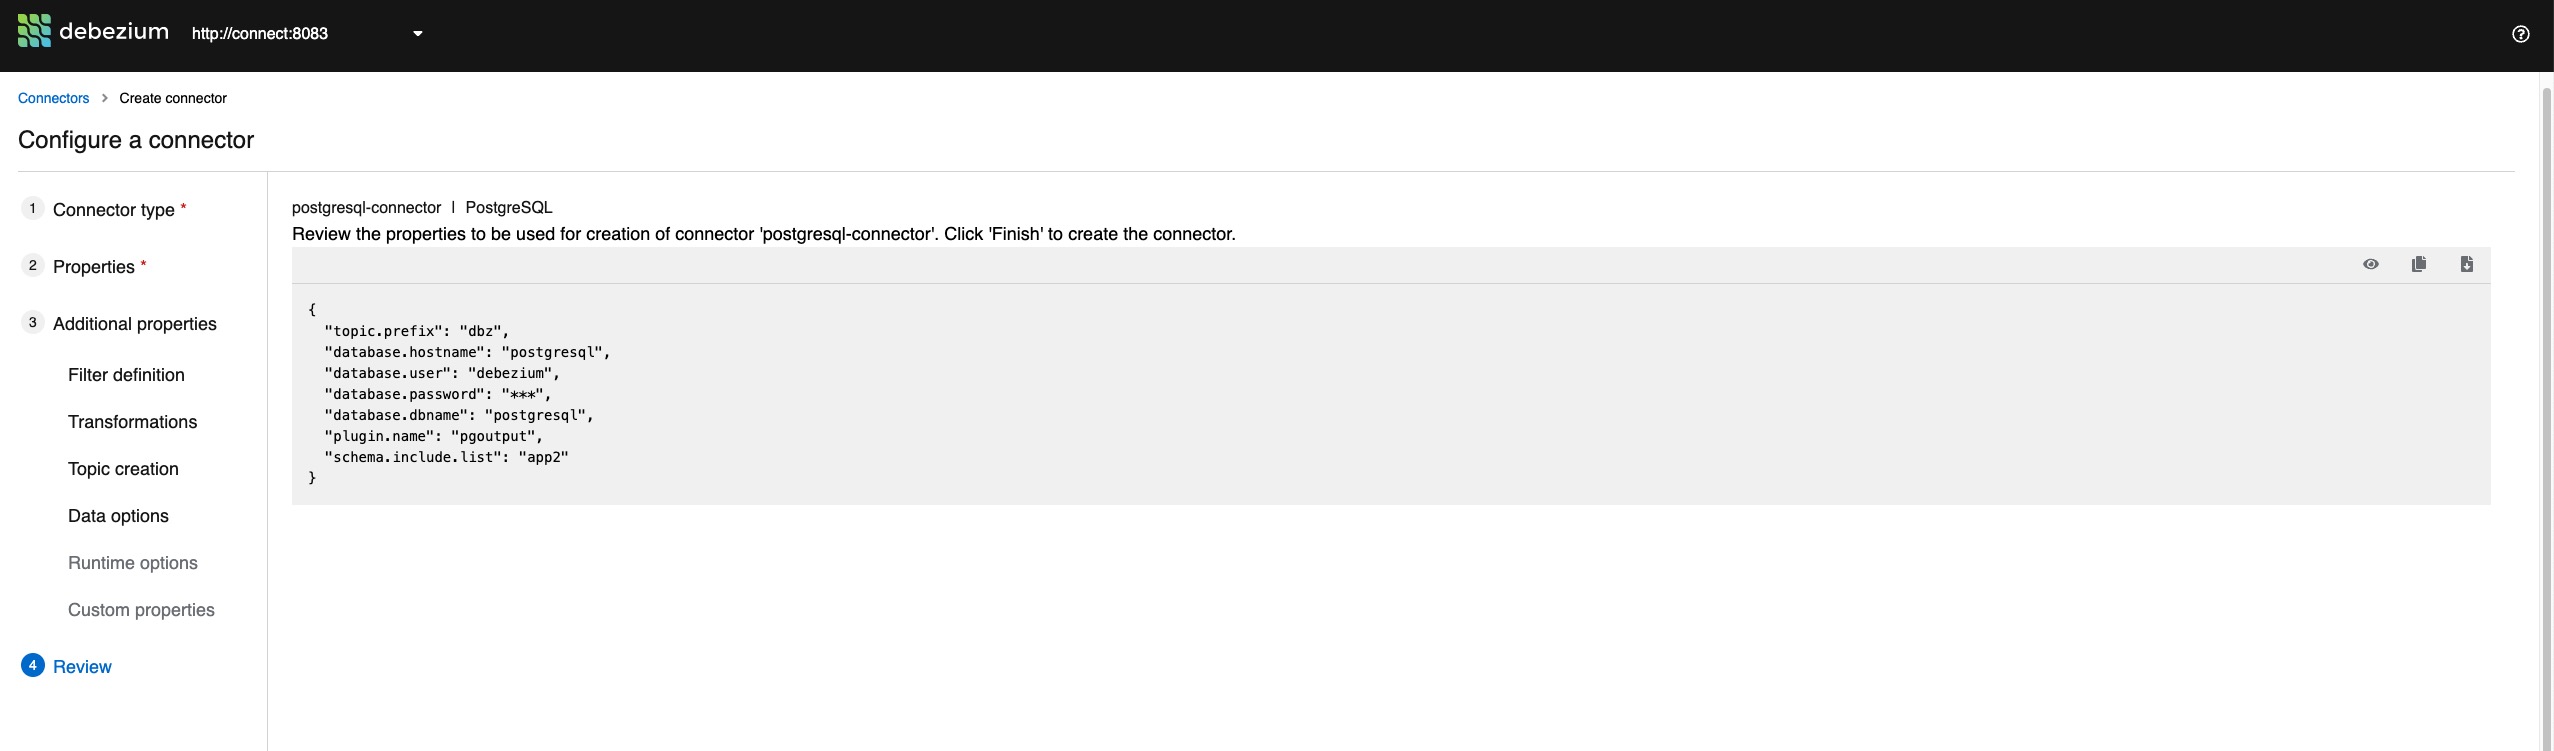 debezium http://connect:8083
Connectors > Create connector
Configure a connector
1 Connector type *
2 Properties *
3 Additional properties
Filter definition
Transformations
Topic creation
Data options
Runtime options
Custom properties
4 Review
postgresql-connector | PostgreSQL
Review the properties to be used for creation of connector 'postgresql-connector'. Click 'Finish' to create the connector.
{
"topic.prefix": "dbz",
"database.hostname": "postgresql",
"database.user": "debezium",
"database.password": "***",
"database.dbname": "postgresql",
"plugin.name": "pgoutput",
"schema.include.list": "app2"
}